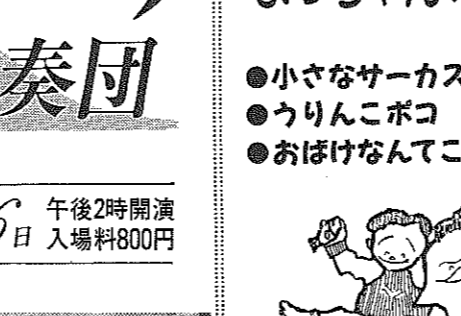 奏団
6日
午後2時開演
入場料800円
●小さなサーカス
●うりんこポコ
●おばけなんてこ